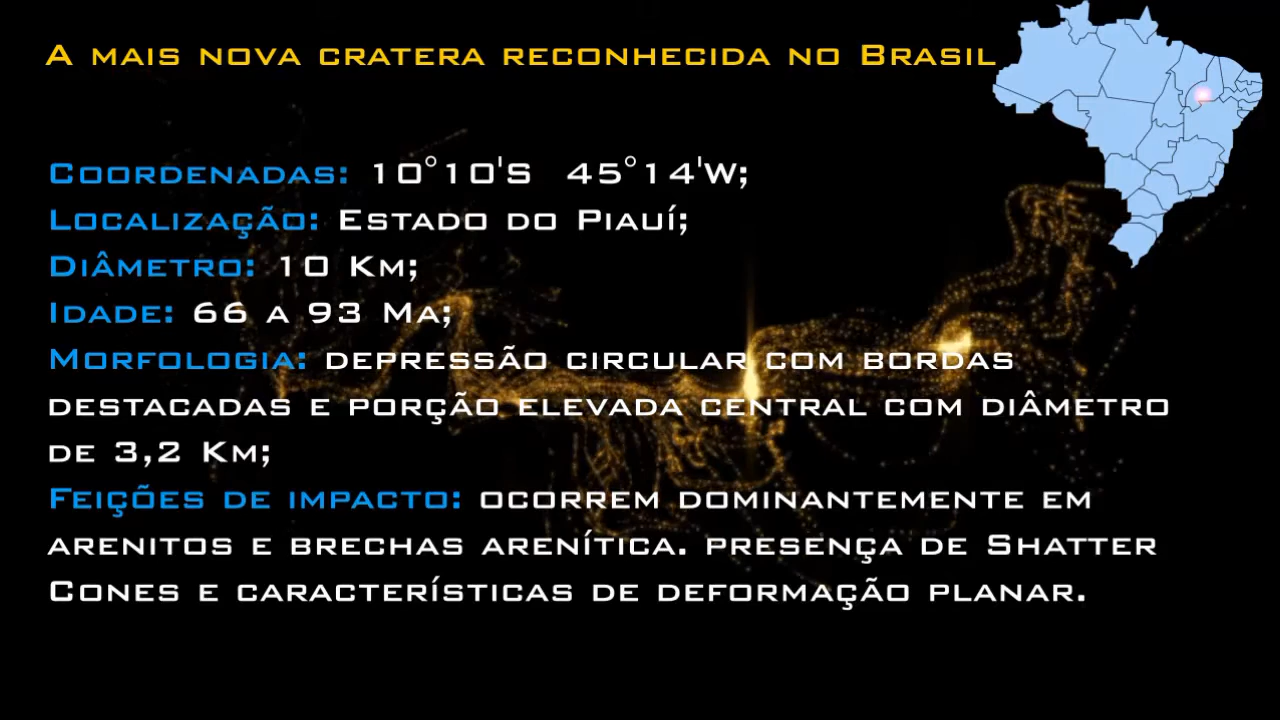 A mais nova cratera reconhecida no Brasil
Coordenadas: 10°10'S 45°14'W;
Localização: Estado do Piauí;
Diâmetro: 10 Km;
Idade: 66 a 93 Ma;
Morfologia: depressão circular com bordas
destacadas e porção elevada central com diâmetro
de 3,2 Km;
Feições de impacto: ocorrem dominantemente em
arenitos e brechas arenítica. presença de Shatter
Cones e características de deformação planar.